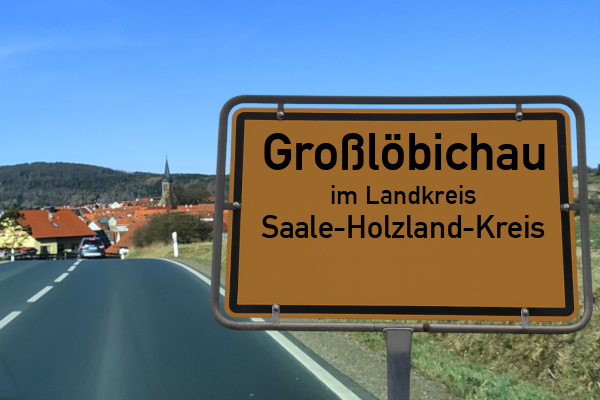 Großlöbichau
im Landkreis
Saale-Holzland-Kreis